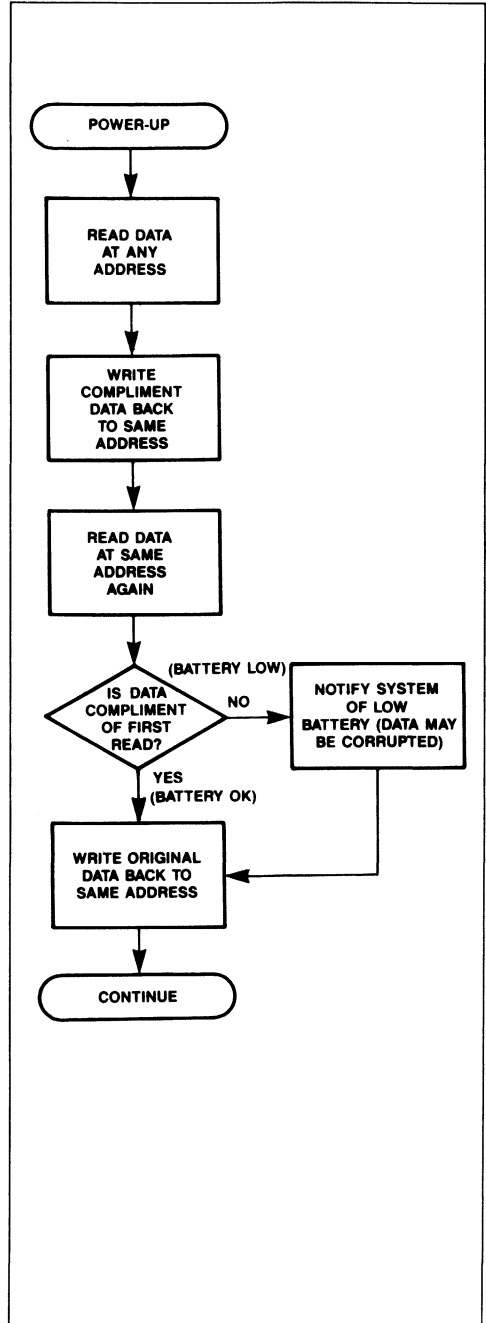 POWER-UP
READ DATA
AT ANY
ADDRESS
WRITE
COMPLIMENT
DATA BACK
TO SAME
ADDRESS
READ DATA
AT SAME
ADDRESS
AGAIN
IS DATA
COMPLIMENT
OF FIRST
READ?
(BATTERY LOW)
NO
NOTIFY SYSTEM
OF LOW
BATTERY (DATA MAY
BE CORRUPTED)
YES
(BATTERY OK)
WRITE ORIGINAL
DATA BACK TO
SAME ADDRESS
CONTINUE